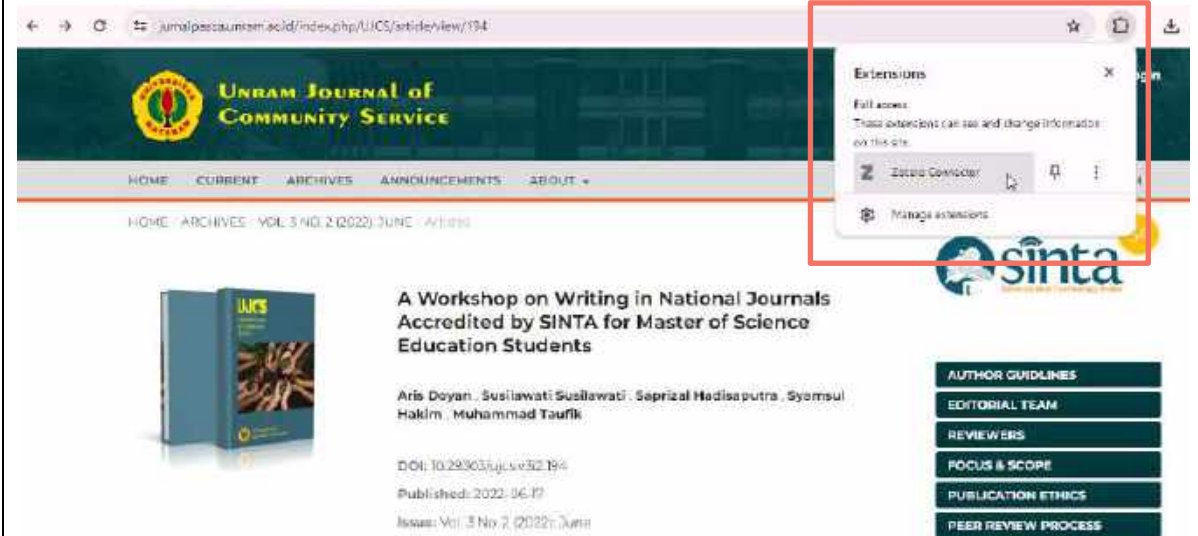 jurnalpasca.unram.ac.id/index.php/UJCS/article/view/194
UNRAM JOURNAL OF
COMMUNITY SERVICE
Extensions
Full access
These extensions can see and change information
on this site.
Zotero Connector
Manage extensions
HOME CURRENT ARCHIVES ANNOUNCEMENTS ABOUT
HOME / ARCHIVES / VOL. 3 NO. 2 (2022): JUNE / Articles
UJCS
sinta
A Workshop on Writing in National Journals
Accredited by SINTA for Master of Science
Education Students
Aris Doyan, Susilawati Susilawati, Saprizal Hadisaputra, Syamsul
Hakim, Muhammad Taufik
DOI: 10.29303/ujcs.v3i2.194
Published: 2022-06-17
Issue: Vol. 3 No. 2 (2022): June
AUTHOR GUIDLINES
EDITORIAL TEAM
REVIEWERS
FOCUS & SCOPE
PUBLICATION ETHICS
PEER REVIEW PROCESS